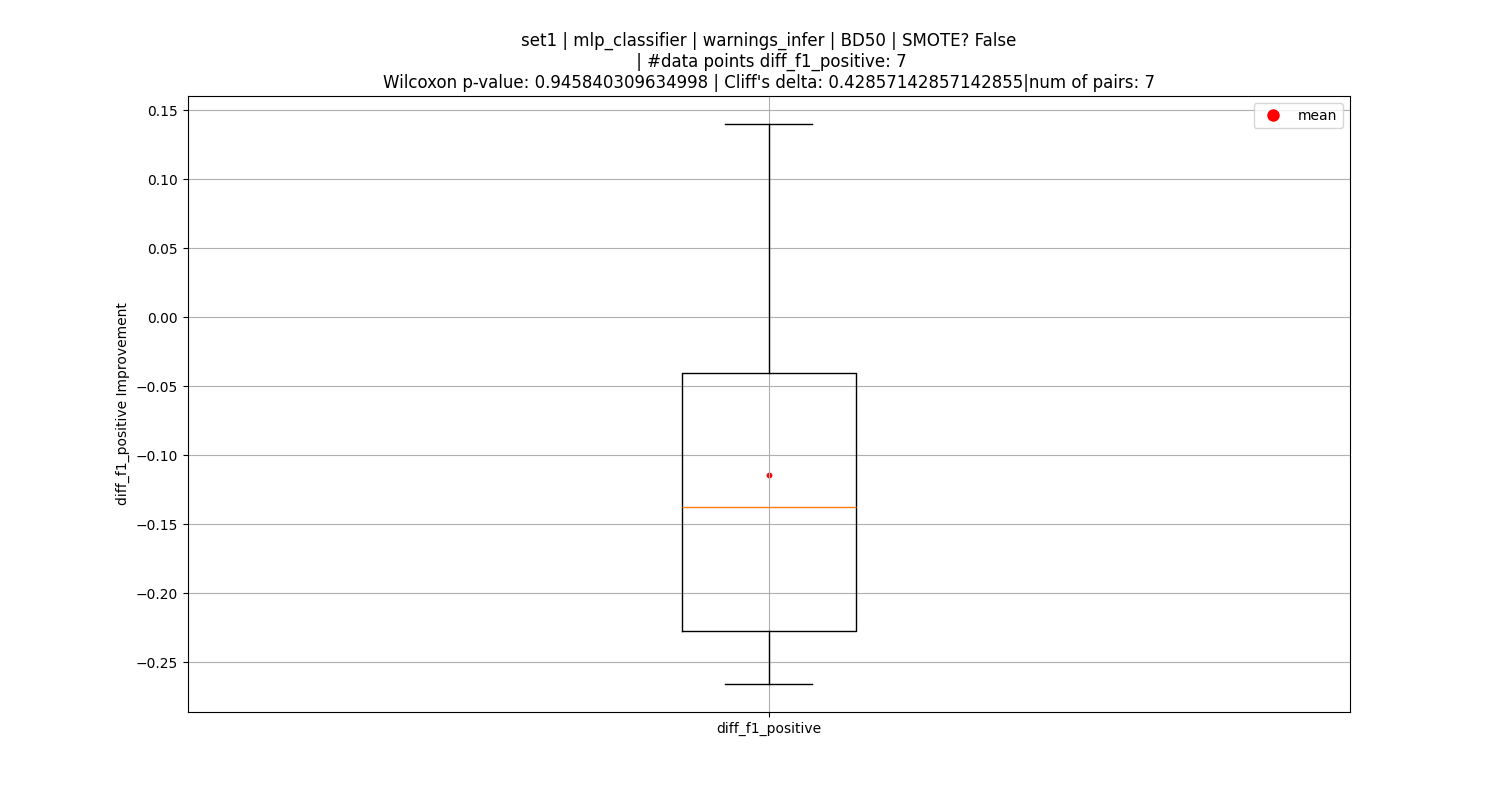 set1 | mlp_classifier | warnings_infer | BD50 | SMOTE? False
| #data points diff_f1_positive: 7
Wilcoxon p-value: 0.945840309634998 | Cliff's delta: 0.42857142857142855|num of pairs: 7
mean
0.15
0.10
0.05
0.00
−0.05
−0.10
−0.15
−0.20
−0.25
diff_f1_positive Improvement
diff_f1_positive